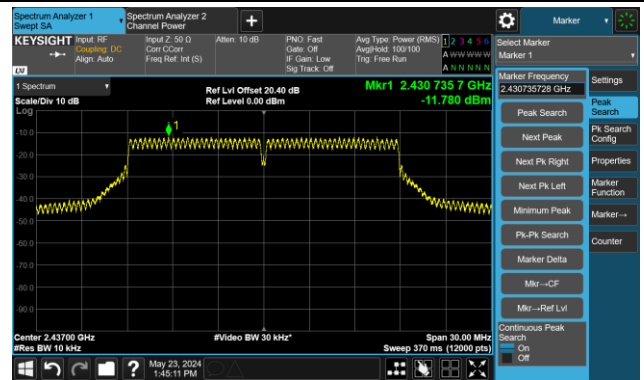 Spectrum Analyzer 1
Swept SA
Spectrum Analyzer 2
Channel Power
+
Marker
KEYSIGHT
Input: RF
Coupling: DC
Align: Auto
Input Z: 50 Ω
Corr CCorr
Freq Ref: Int (S)
Atten: 10 dB
PNO: Fast
Gate: Off
IF Gain: Low
Sig Track: Off
Avg Type: Power (RMS)
Avg|Hold: 100/100
Trig: Free Run
1 2 3 4 5 6
A W W W W W
A N N N N N
LXI
Select Marker
Marker 1
1 Spectrum
Scale/Div 10 dB
Log
Ref Lvl Offset 20.40 dB
Ref Level 0.00 dBm
Mkr1 2.430 735 7 GHz
-11.780 dBm
1
-10.0
-20.0
-30.0
-40.0
-50.0
-60.0
-70.0
-80.0
-90.0
Center 2.43700 GHz
#Res BW 10 kHz
#Video BW 30 kHz*
Span 30.00 MHz
Sweep 370 ms (12000 pts)
Marker Frequency
2.430735728 GHz
Peak Search
Next Peak
Next Pk Right
Next Pk Left
Minimum Peak
Pk-Pk Search
Marker Delta
Mkr→CF
Mkr→Ref Lvl
Continuous Peak
Search
On
Off
Settings
Peak
Search
Pk Search
Config
Properties
Marker
Function
Marker→
Counter
?
May 23, 2024
1:45:11 PM